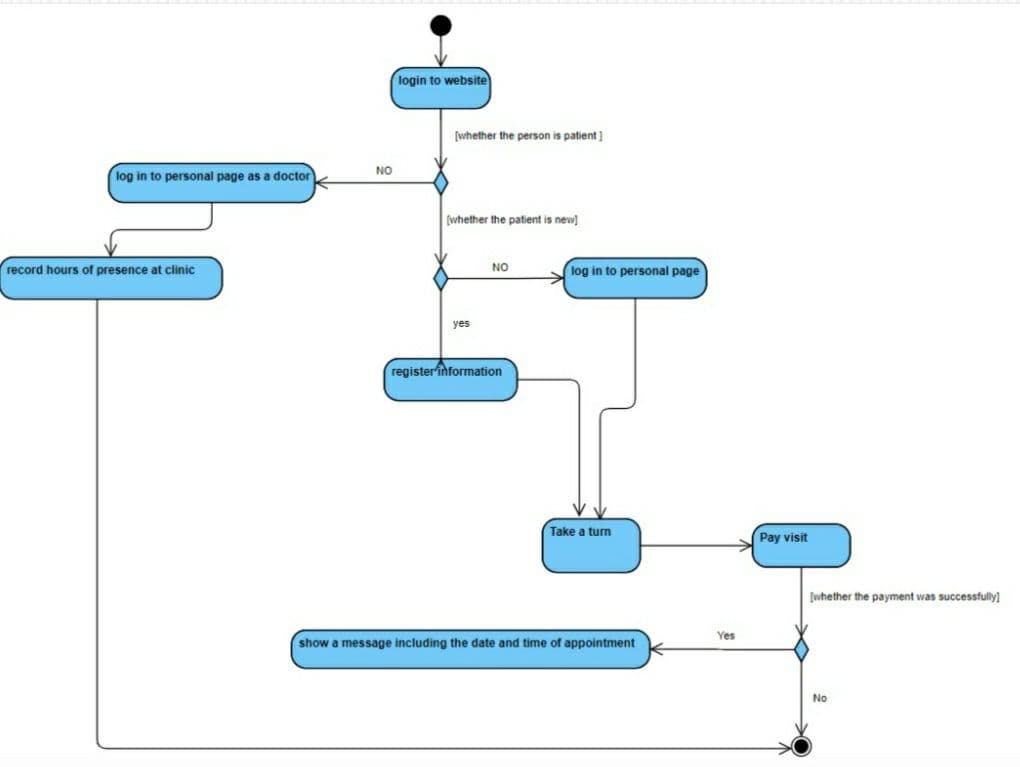 login to website
[whether the person is patient ]
NO
log in to personal page as a doctor
[whether the patient is new]
record hours of presence at clinic
NO
log in to personal page
yes
register information
Take a turn
Pay visit
[whether the payment was successfully]
Yes
show a message including the date and time of appointment
No